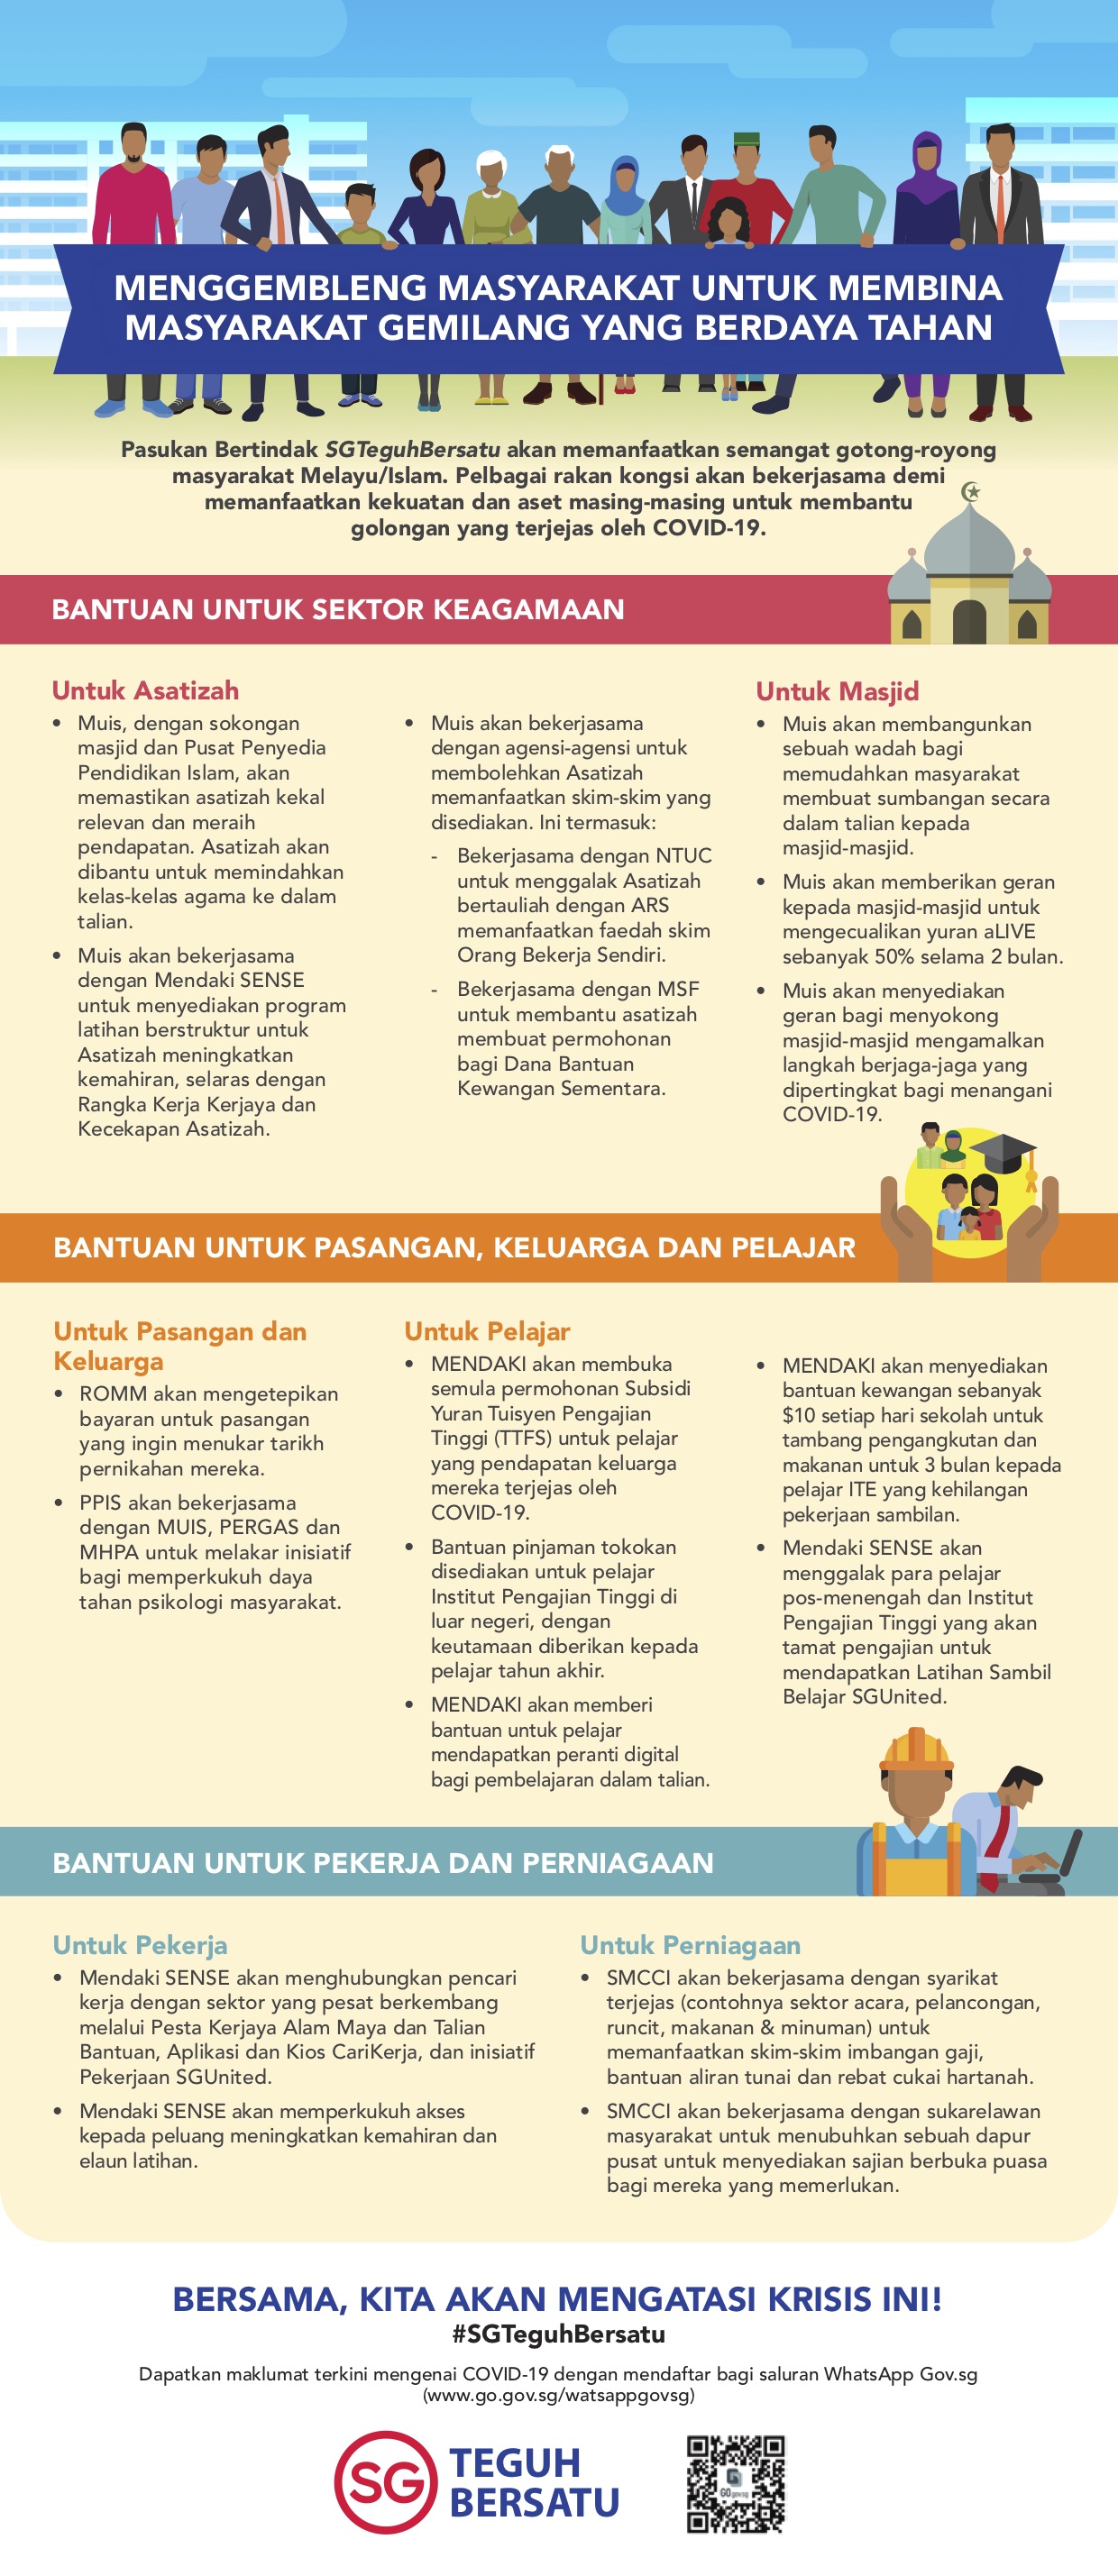 MENGGEMBLENG MASYARAKAT UNTUK MEMBINA
MASYARAKAT GEMILANG YANG BERDAYA TAHAN
Pasukan Bertindak SGTeguhBersatu akan memanfaatkan semangat gotong-royong
masyarakat Melayu/Islam. Pelbagai rakan kongsi akan bekerjasama demi
memanfaatkan kekuatan dan aset masing-masing untuk membantu
golongan yang terjejas oleh COVID-19.
BANTUAN UNTUK SEKTOR KEAGAMAAN
Untuk Asatizah
• Muis, dengan sokongan
masjid dan Pusat Penyedia
Pendidikan Islam, akan
memastikan asatizah kekal
relevan dan meraih
pendapatan. Asatizah akan
dibantu untuk memindahkan
kelas-kelas agama ke dalam
talian.
• Muis akan bekerjasama
dengan Mendaki SENSE
untuk menyediakan program
latihan berstruktur untuk
Asatizah meningkatkan
kemahiran, selaras dengan
Rangka Kerja Kerjaya dan
Kecekapan Asatizah.
• Muis akan bekerjasama
dengan agensi-agensi untuk
membolehkan Asatizah
memanfaatkan skim-skim yang
disediakan. Ini termasuk:
- Bekerjasama dengan NTUC
untuk menggalak Asatizah
bertauliah dengan ARS
memanfaatkan faedah skim
Orang Bekerja Sendiri.
- Bekerjasama dengan MSF
untuk membantu asatizah
membuat permohonan
bagi Dana Bantuan
Kewangan Sementara.
Untuk Masjid
• Muis akan membangunkan
sebuah wadah bagi
memudahkan masyarakat
membuat sumbangan secara
dalam talian kepada
masjid-masjid.
• Muis akan memberikan geran
kepada masjid-masjid untuk
mengecualikan yuran aLIVE
sebanyak 50% selama 2 bulan.
• Muis akan menyediakan
geran bagi menyokong
masjid-masjid mengamalkan
langkah berjaga-jaga yang
dipertingkat bagi menangani
COVID-19.
BANTUAN UNTUK PASANGAN, KELUARGA DAN PELAJAR
Untuk Pasangan dan
Keluarga
• ROMM akan mengetepikan
bayaran untuk pasangan
yang ingin menukar tarikh
pernikahan mereka.
• PPIS akan bekerjasama
dengan MUIS, PERGAS dan
MHPA untuk melakar inisiatif
bagi memperkukuh daya
tahan psikologi masyarakat.
Untuk Pelajar
• MENDAKI akan membuka
semula permohonan Subsidi
Yuran Tuisyen Pengajian
Tinggi (TTFS) untuk pelajar
yang pendapatan keluarga
mereka terjejas oleh
COVID-19.
• Bantuan pinjaman tokokan
disediakan untuk pelajar
Institut Pengajian Tinggi di
luar negeri, dengan
keutamaan diberikan kepada
pelajar tahun akhir.
• MENDAKI akan memberi
bantuan untuk pelajar
mendapatkan peranti digital
bagi pembelajaran dalam talian.
• MENDAKI akan menyediakan
bantuan kewangan sebanyak
$10 setiap hari sekolah untuk
tambang pengangkutan dan
makanan untuk 3 bulan kepada
pelajar ITE yang kehilangan
pekerjaan sambilan.
• Mendaki SENSE akan
menggalak para pelajar
pos-menengah dan Institut
Pengajian Tinggi yang akan
tamat pengajian untuk
mendapatkan Latihan Sambil
Belajar SGUnited.
BANTUAN UNTUK PEKERJA DAN PERNIAGAAN
Untuk Pekerja
• Mendaki SENSE akan menghubungkan pencari
kerja dengan sektor yang pesat berkembang
melalui Pesta Kerjaya Alam Maya dan Talian
Bantuan, Aplikasi dan Kios CariKerja, dan inisiatif
Pekerjaan SGUnited.
• Mendaki SENSE akan memperkukuh akses
kepada peluang meningkatkan kemahiran dan
elaun latihan.
Untuk Perniagaan
• SMCCI akan bekerjasama dengan syarikat
terjejas (contohnya sektor acara, pelancongan,
runcit, makanan & minuman) untuk
memanfaatkan skim-skim imbangan gaji,
bantuan aliran tunai dan rebat cukai hartanah.
• SMCCI akan bekerjasama dengan sukarelawan
masyarakat untuk menubuhkan sebuah dapur
pusat untuk menyediakan sajian berbuka puasa
bagi mereka yang memerlukan.
BERSAMA, KITA AKAN MENGATASI KRISIS INI!
#SGTeguhBersatu
Dapatkan maklumat terkini mengenai COVID-19 dengan mendaftar bagi saluran WhatsApp Gov.sg
(www.go.gov.sg/watsappgovsg)
SG TEGUH
BERSATU
GO gov.sg